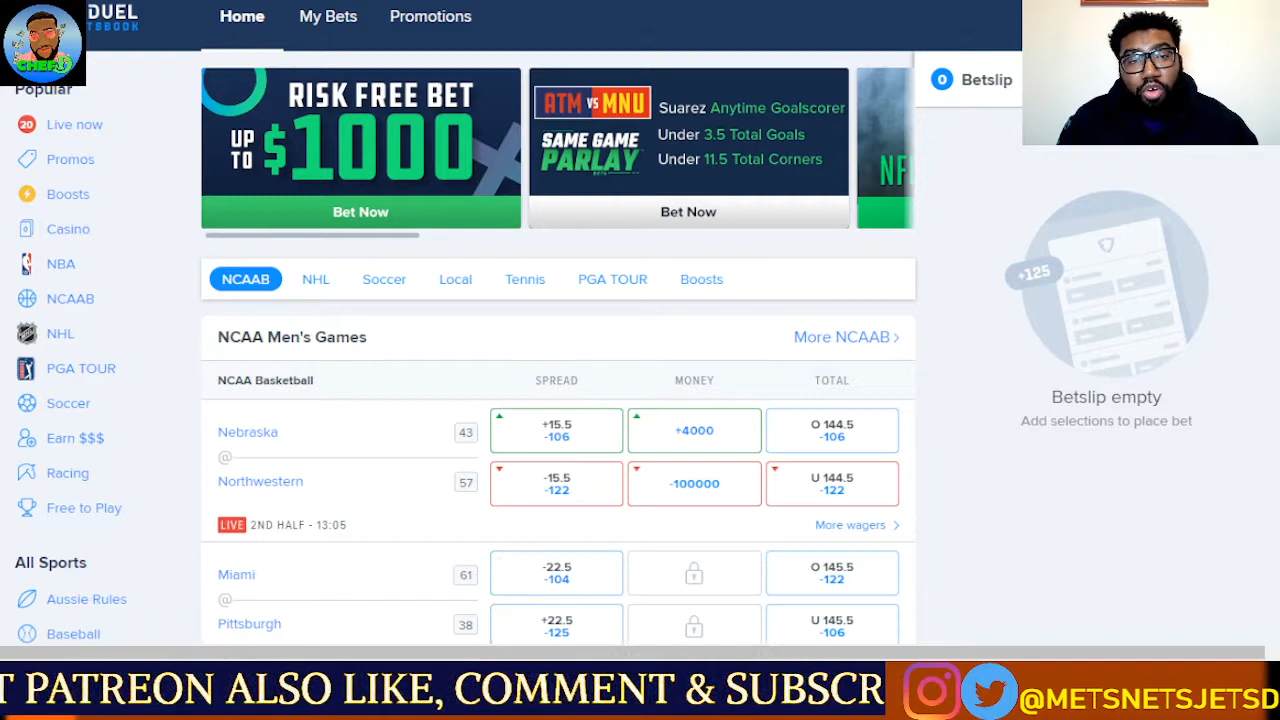 DUEL
TSBOOK
CHEF
Home
My Bets
Promotions
Popular
20 Live now
Promos
Boosts
Casino
NBA
NCAAB
NHL
PGA TOUR
Soccer
Earn $$$
Racing
Free to Play
All Sports
Aussie Rules
Baseball
RISK FREE BET
UP TO $1000
Bet Now
ATM VS MNU
SAME GAME
PARLAY
BETS
Suarez Anytime Goalscorer
Under 3.5 Total Goals
Under 11.5 Total Corners
Bet Now
NF
NCAAB NHL Soccer Local Tennis PGA TOUR Boosts
NCAA Men's Games More NCAAB >
NCAA Basketball SPREAD MONEY TOTAL
Nebraska 43
+15.5
-106
+4000
O 144.5
-106
@
Northwestern 57
-15.5
-122
-100000
U 144.5
-122
LIVE 2ND HALF - 13:05 More wagers >
Miami 61
-22.5
-104
O 145.5
-122
@
Pittsburgh 38
+22.5
-125
U 145.5
-106
0 Betslip
+125
Betslip empty
Add selections to place bet
T PATREON ALSO LIKE, COMMENT & SUBSCR
@METSNETSJETSD